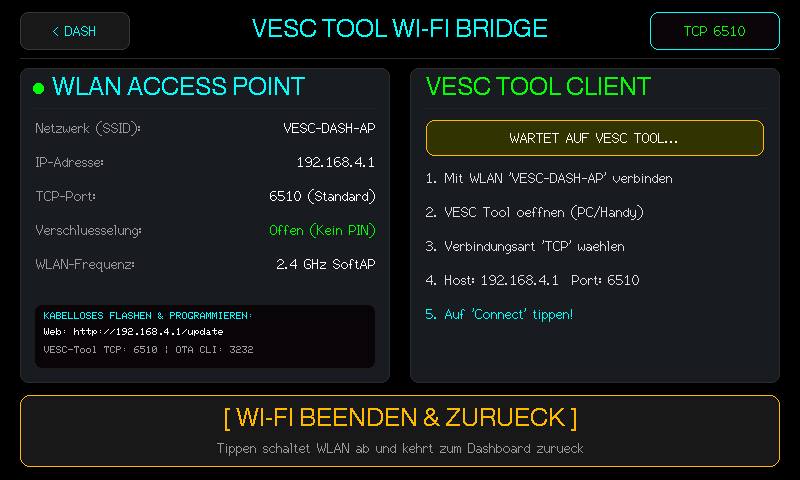 < DASH
VESC TOOL WI-FI BRIDGE
TCP 6510
WLAN ACCESS POINT
Netzwerk (SSID): VESC-DASH-AP
IP-Adresse: 192.168.4.1
TCP-Port: 6510 (Standard)
Verschluesselung: Offen (Kein PIN)
WLAN-Frequenz: 2.4 GHz SoftAP
KABELLOSES FLASHEN & PROGRAMMIEREN:
Web: http://192.168.4.1/update
VESC-Tool TCP: 6510 | OTA CLI: 3232
VESC TOOL CLIENT
WARTET AUF VESC TOOL...
1. Mit WLAN 'VESC-DASH-AP' verbinden
2. VESC Tool oeffnen (PC/Handy)
3. Verbindungsart 'TCP' waehlen
4. Host: 192.168.4.1 Port: 6510
5. Auf 'Connect' tippen!
[ WI-FI BEENDEN & ZURUECK ]
Tippen schaltet WLAN ab und kehrt zum Dashboard zurueck